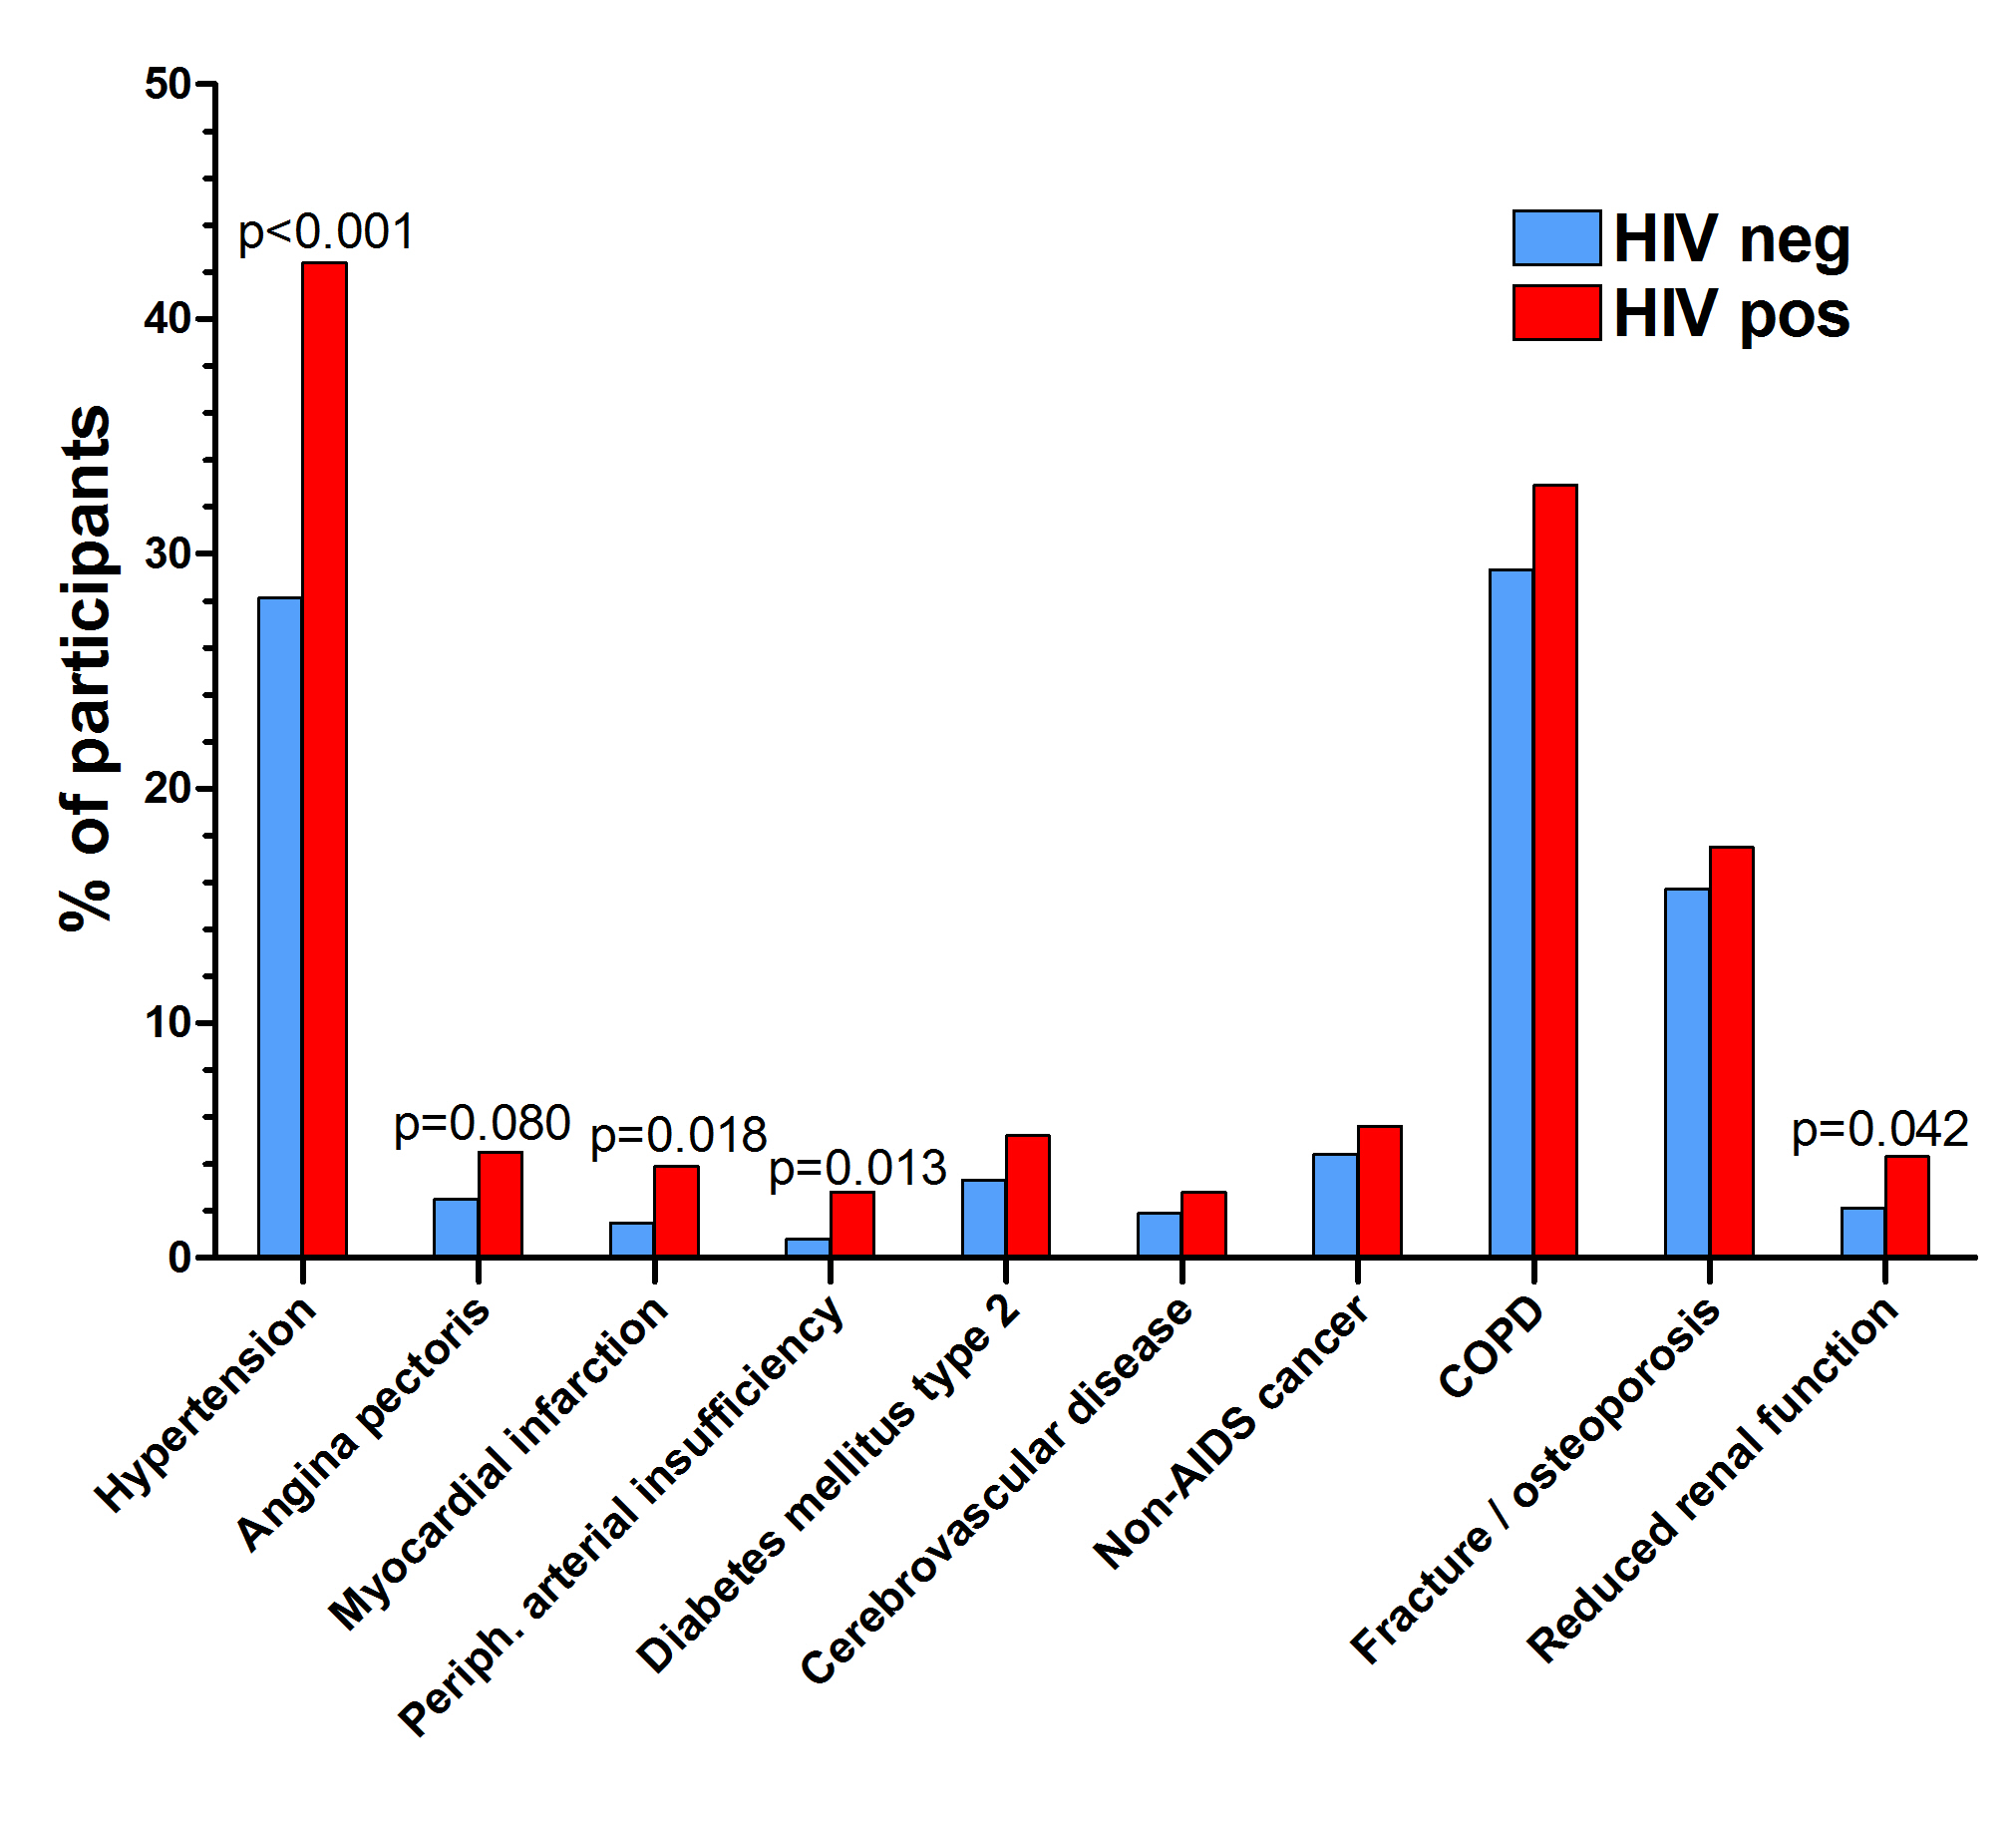 % of participants
50
40
30
20
10
0
p<0.001
p=0.080
p=0.018
p=0.013
p=0.042
HIV neg
HIV pos
Hypertension
Angina pectoris
Myocardial infarction
Periph. arterial insufficiency
Diabetes mellitus type 2
Cerebrovascular disease
Non-AIDS cancer
COPD
Fracture / osteoporosis
Reduced renal function